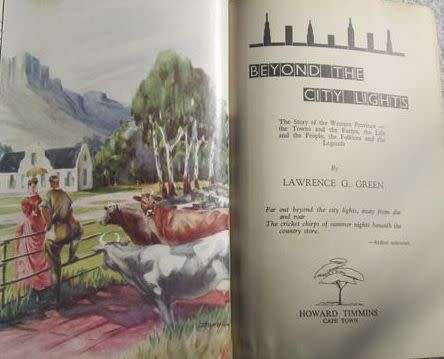 BEYOND THE
CITY LIGHTS
The Story of the Western Province —
the Towns and the Farms, the Life
and the People, the Folklore and the
Legends
By
LAWRENCE G. GREEN
Far out beyond the city lights, away from din
and roar
The cricket chirps of summer nights beneath the
country store.
HOWARD TIMMINS
CAPE TOWN